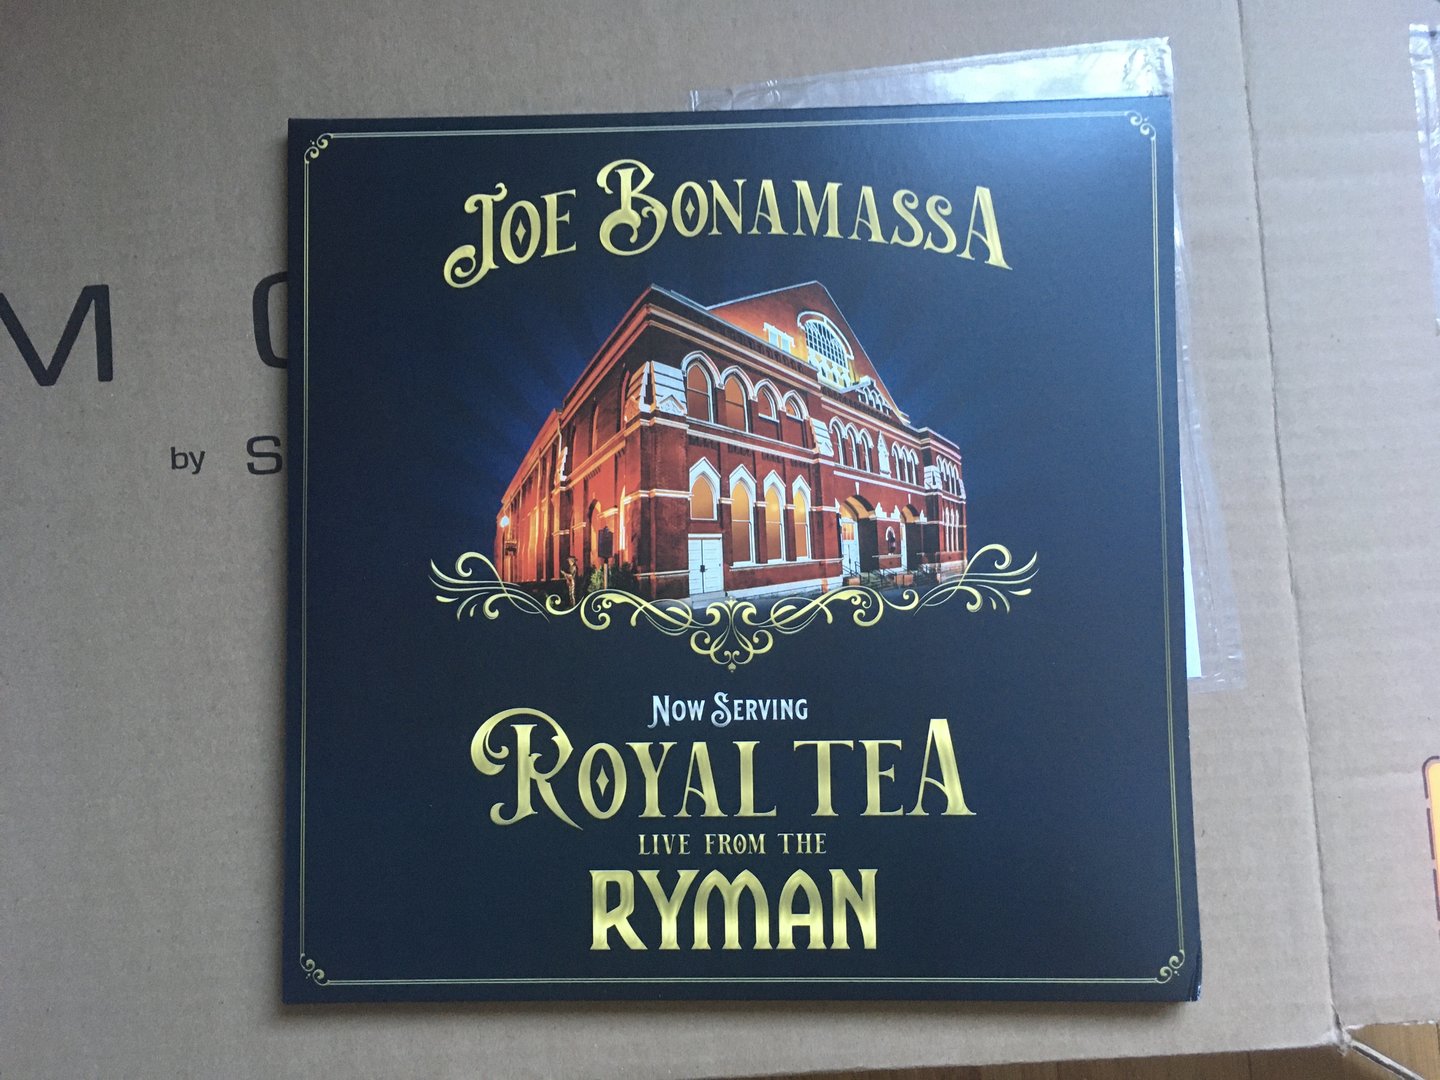 JOE BONAMASSA
NOW SERVING
ROYAL TEA
LIVE FROM THE
RYMAN
M
by S